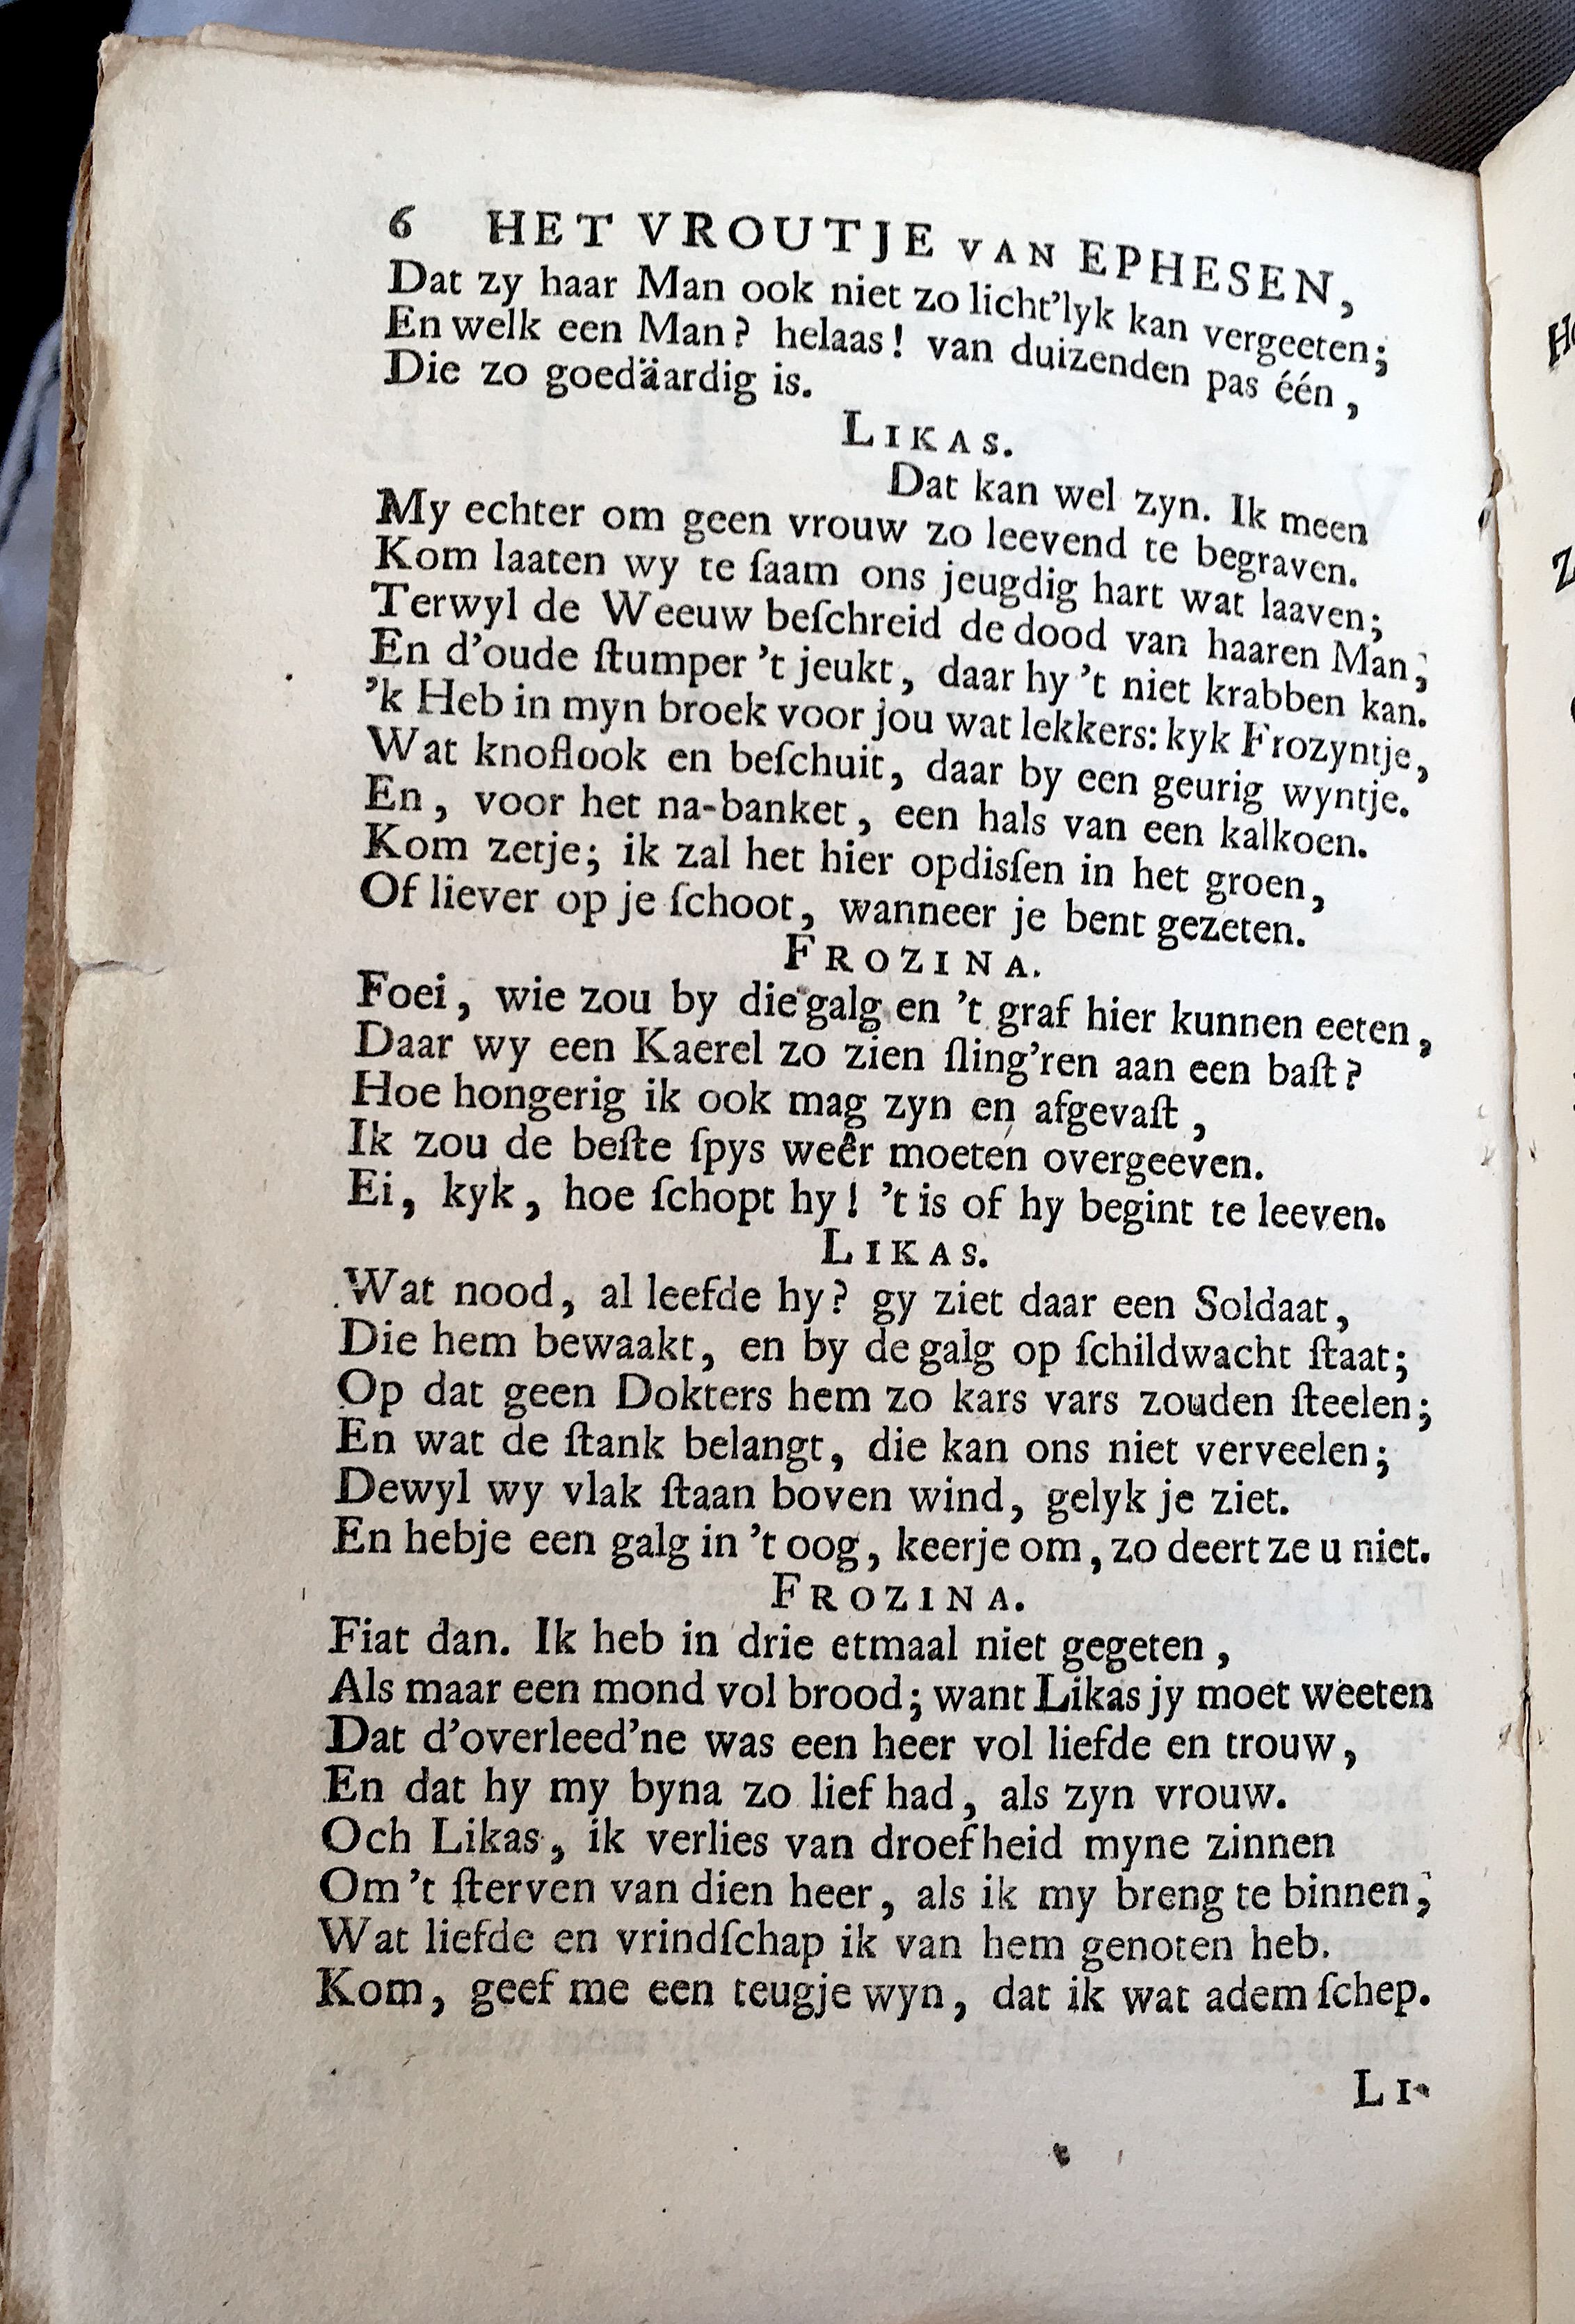 6 HET VROUTJE VAN EPHESEN,
Dat zy haar Man ook niet zo licht'lyk kan vergeeten;
En welk een Man? helaas! van duizenden pas één,
Die zo goedäardig is.
LIKAS.
Dat kan wel zyn. Ik meen
My echter om geen vrouw zo leevend te begraven.
Kom laaten wy te ſaam ons jeugdig hart wat laaven;
Terwyl de Weeuw beſchreid de dood van haaren Man;
En d'oude ſtumper 't jeukt, daar hy 't niet krabben kan.
'k Heb in myn broek voor jou wat lekkers: kyk Frozyntje,
Wat knoflook en beſchuit, daar by een geurig wyntje.
En, voor het na-banket, een hals van een kalkoen.
Kom zetje; ik zal het hier opdisſen in het groen,
Of liever op je ſchoot, wanneer je bent gezeten.
FROZINA.
Foei, wie zou by die galg en 't graf hier kunnen eeten,
Daar wy een Kaerel zo zien ſling'ren aan een baſt?
Hoe hongerig ik ook mag zyn en afgevaſt,
Ik zou de beſte ſpys weêr moeten overgeeven.
Ei, kyk, hoe ſchopt hy! 't is of hy begint te leeven.
LIKAS.
Wat nood, al leefde hy? gy ziet daar een Soldaat,
Die hem bewaakt, en by de galg op ſchildwacht ſtaat;
Op dat geen Dokters hem zo kars vars zouden ſteelen;
En wat de ſtank belangt, die kan ons niet verveelen;
Dewyl wy vlak ſtaan boven wind, gelyk je ziet.
En hebje een galg in 't oog, keerje om, zo deert ze u niet.
FROZINA.
Fiat dan. Ik heb in drie etmaal niet gegeten,
Als maar een mond vol brood; want Likas jy moet weeten
Dat d'overleed'ne was een heer vol liefde en trouw,
En dat hy my byna zo lief had, als zyn vrouw.
Och Likas, ik verlies van droefheid myne zinnen
Om 't ſterven van dien heer, als ik my breng te binnen,
Wat liefde en vrindſchap ik van hem genoten heb.
Kom, geef me een teugje wyn, dat ik wat adem ſchep.
LI-